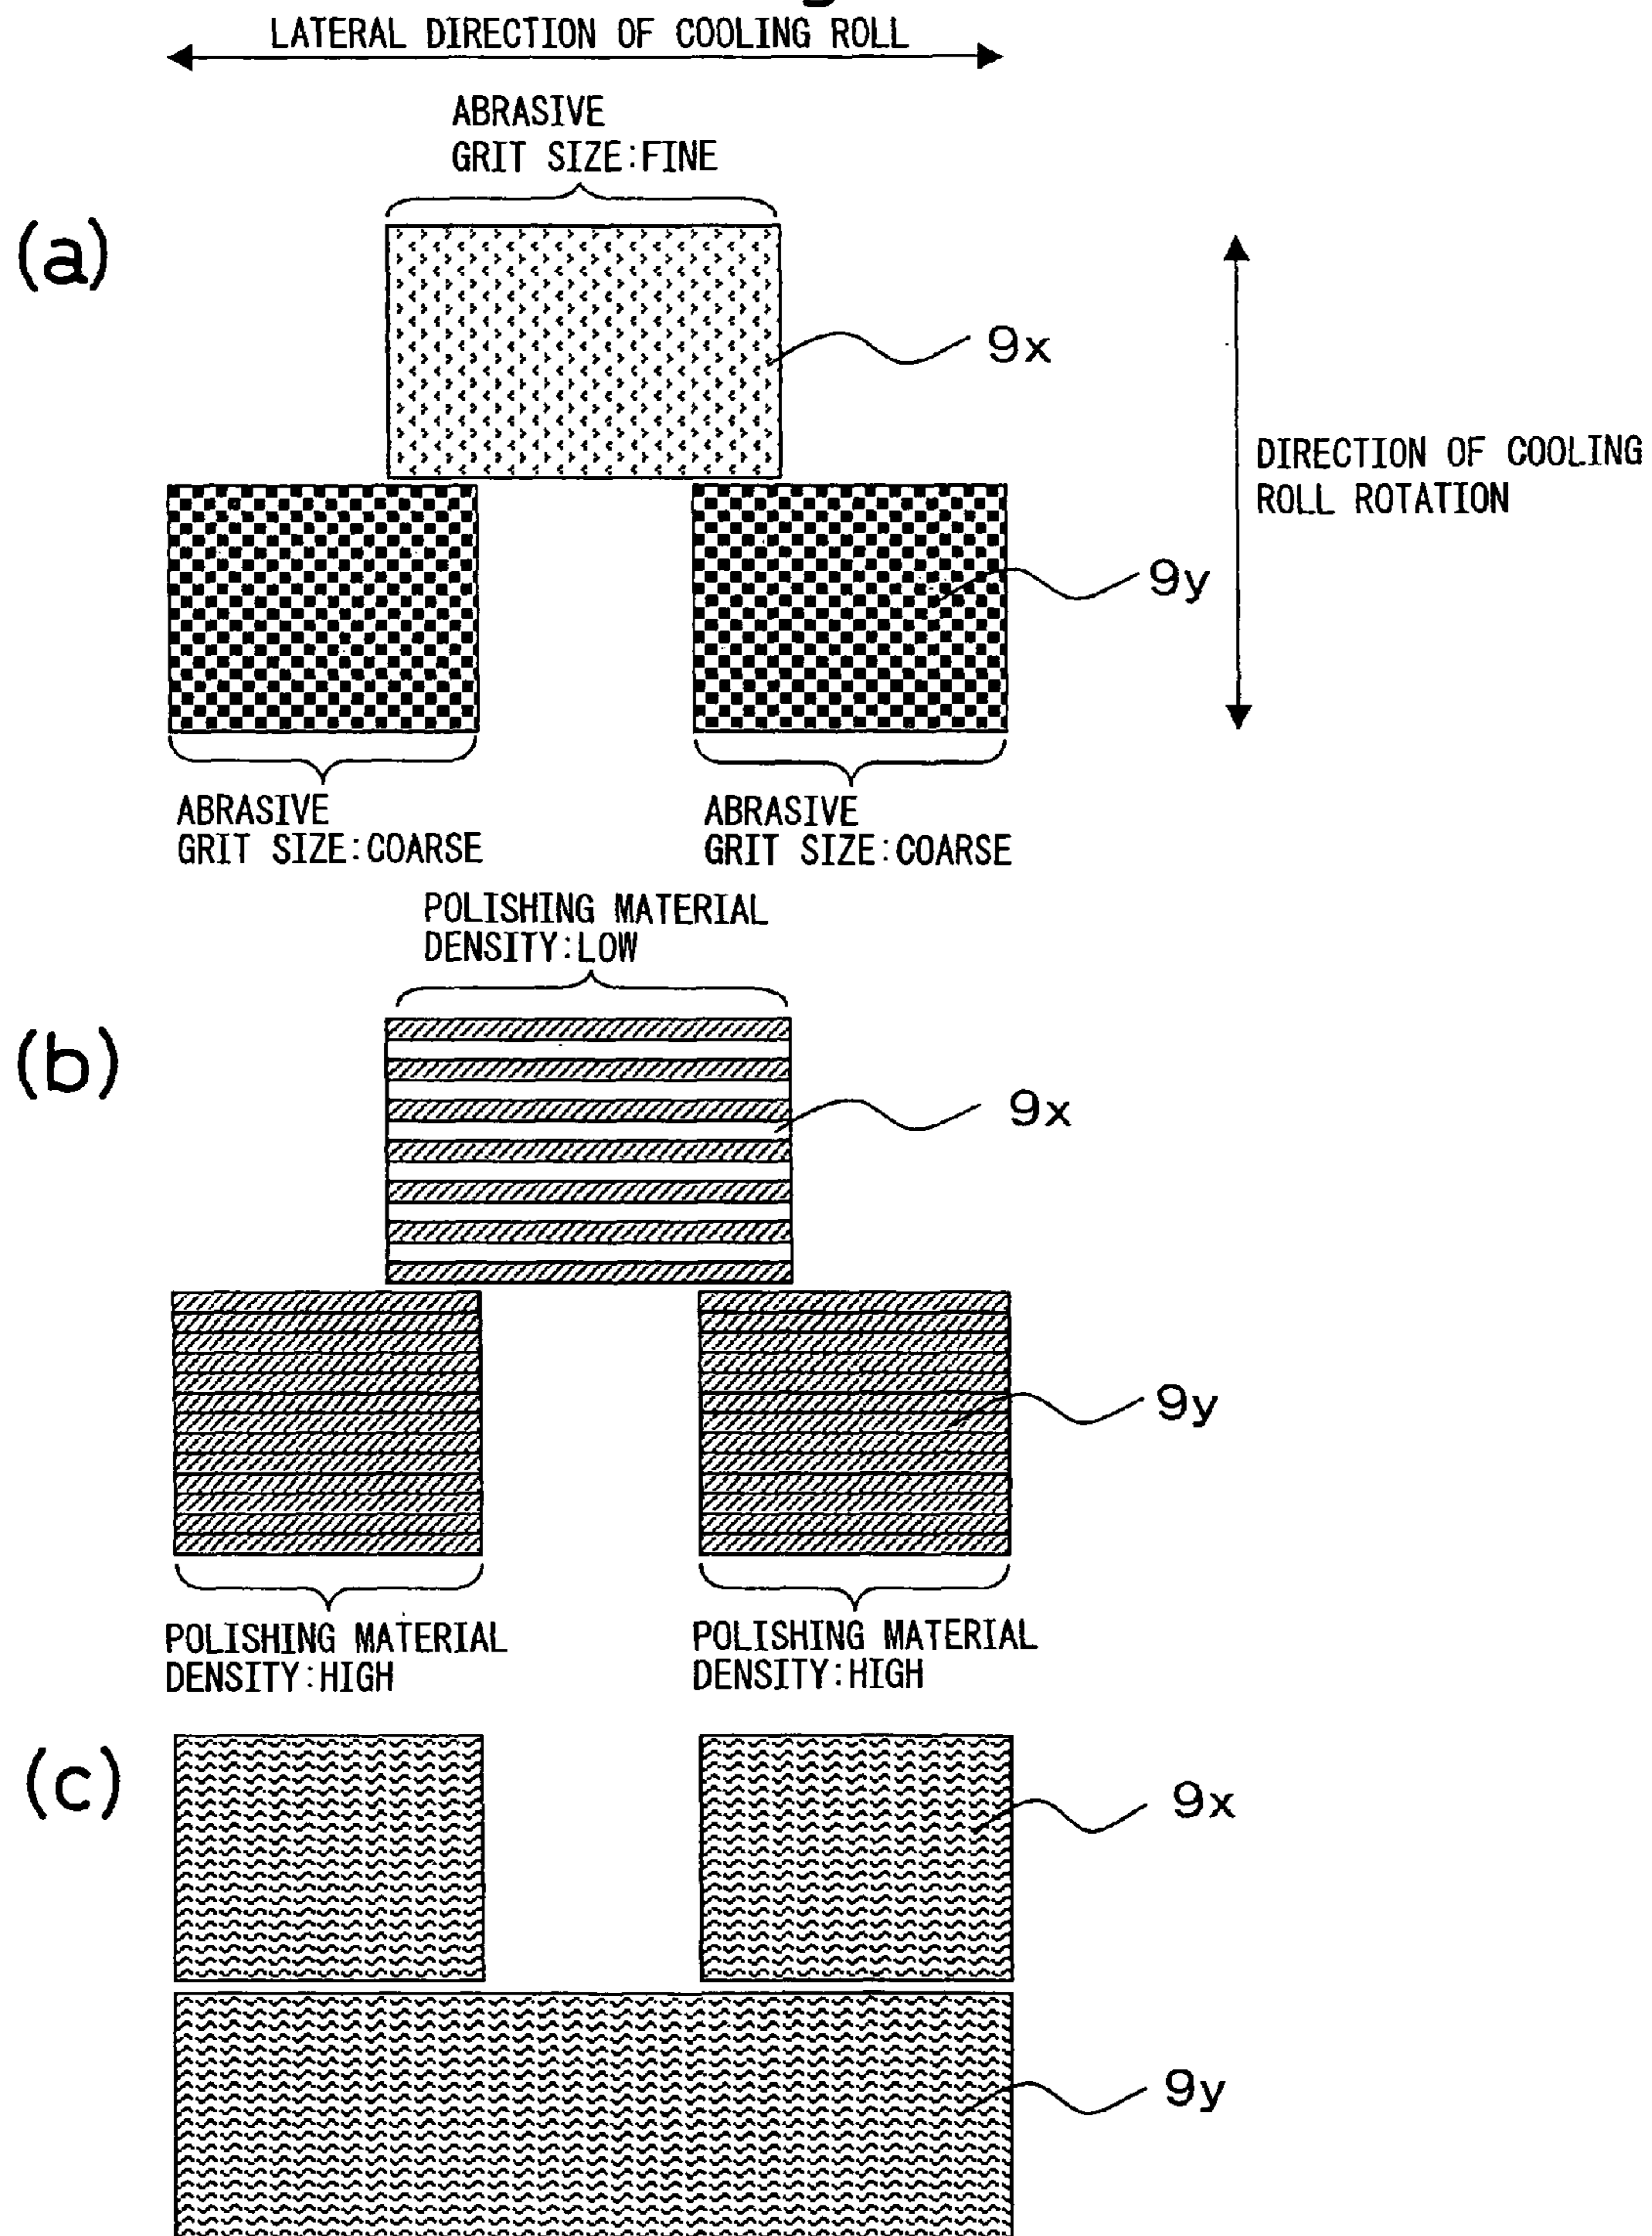 LATERAL DIRECTION OF COOLING ROLL
ABRASIVE
GRIT SIZE:FINE
(a)
9x
DIRECTION OF COOLING
ROLL ROTATION
9y
ABRASIVE
GRIT SIZE:COARSE
ABRASIVE
GRIT SIZE:COARSE
POLISHING MATERIAL
DENSITY:LOW
(b)
9x
9y
POLISHING MATERIAL
DENSITY:HIGH
POLISHING MATERIAL
DENSITY:HIGH
(c)
9x
9y